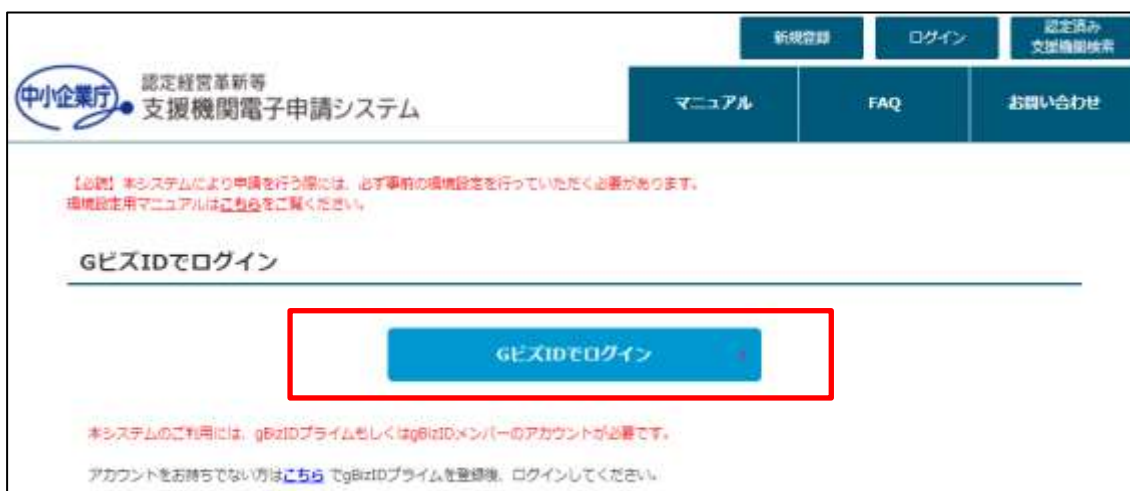 新規登録
ログイン
認定済み
支援機関検索
中小企業庁
認定経営革新等
支援機関電子申請システム
マニュアル
FAQ
お問い合わせ
【必読】本システムにより申請を行う際には、必ず事前の環境設定を行っていただく必要があります。
環境設定用マニュアルはこちらをご覧ください。
GビズIDでログイン
GビズIDでログイン
本システムのご利用には、gBizIDプライムもしくはgBizIDメンバーのアカウントが必要です。
アカウントをお持ちでない方はこちら でgBizIDプライムを登録後、ログインしてください。